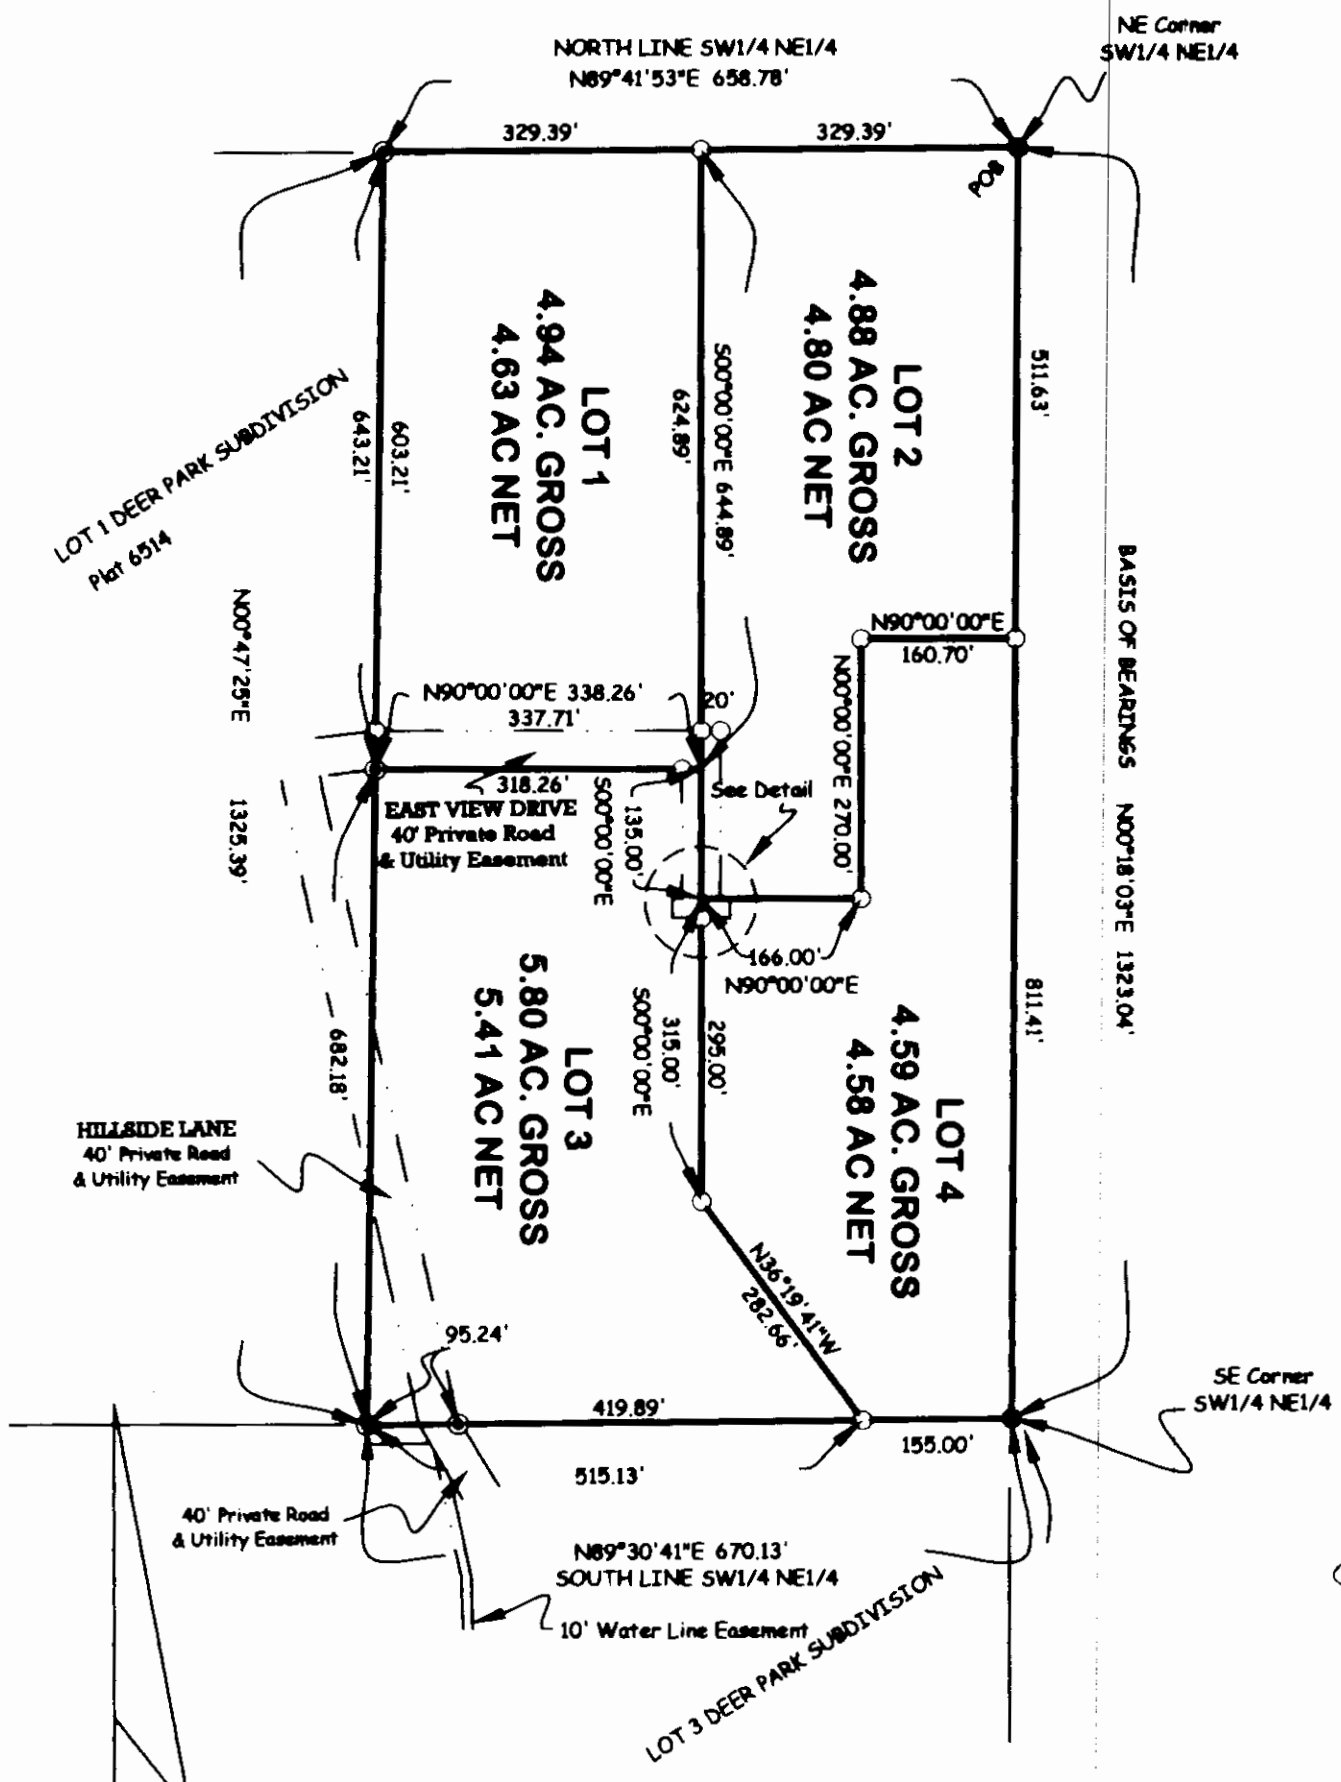 NE Corner
SW1/4 NE1/4
NORTH LINE SW1/4 NE1/4
N89°41'53"E 658.78'
329.39'
329.39'
POB
LOT 1
4.94 AC. GROSS
4.63 AC NET
603.21'
643.21'
S00°00'00"E 644.89'
624.89'
LOT 2
4.88 AC. GROSS
4.80 AC NET
511.63'
LOT 1 DEER PARK SUBDIVISION
Plat 6514
N00°47'25"E 1325.39'
BASIS OF BEARINGS N00°18'03"E 1323.04'
N90°00'00"E
160.70'
N00°00'00"E 270.00'
N90°00'00"E 338.26'
20'
337.71'
318.26'
EAST VIEW DRIVE
40' Private Road
& Utility Easement
135.00'
S00°00'00"E
See Detail
166.00'
N90°00'00"E
295.00'
315.00'
S00°00'00"E
811.41'
682.18'
LOT 3
5.80 AC. GROSS
5.41 AC NET
LOT 4
4.59 AC. GROSS
4.58 AC NET
HILLSIDE LANE
40' Private Road
& Utility Easement
N36°19'41"W
282.66'
95.24'
419.89'
155.00'
515.13'
SE Corner
SW1/4 NE1/4
40' Private Road
& Utility Easement
N89°30'41"E 670.13'
SOUTH LINE SW1/4 NE1/4
10' Water Line Easement
LOT 3 DEER PARK SUBDIVISION